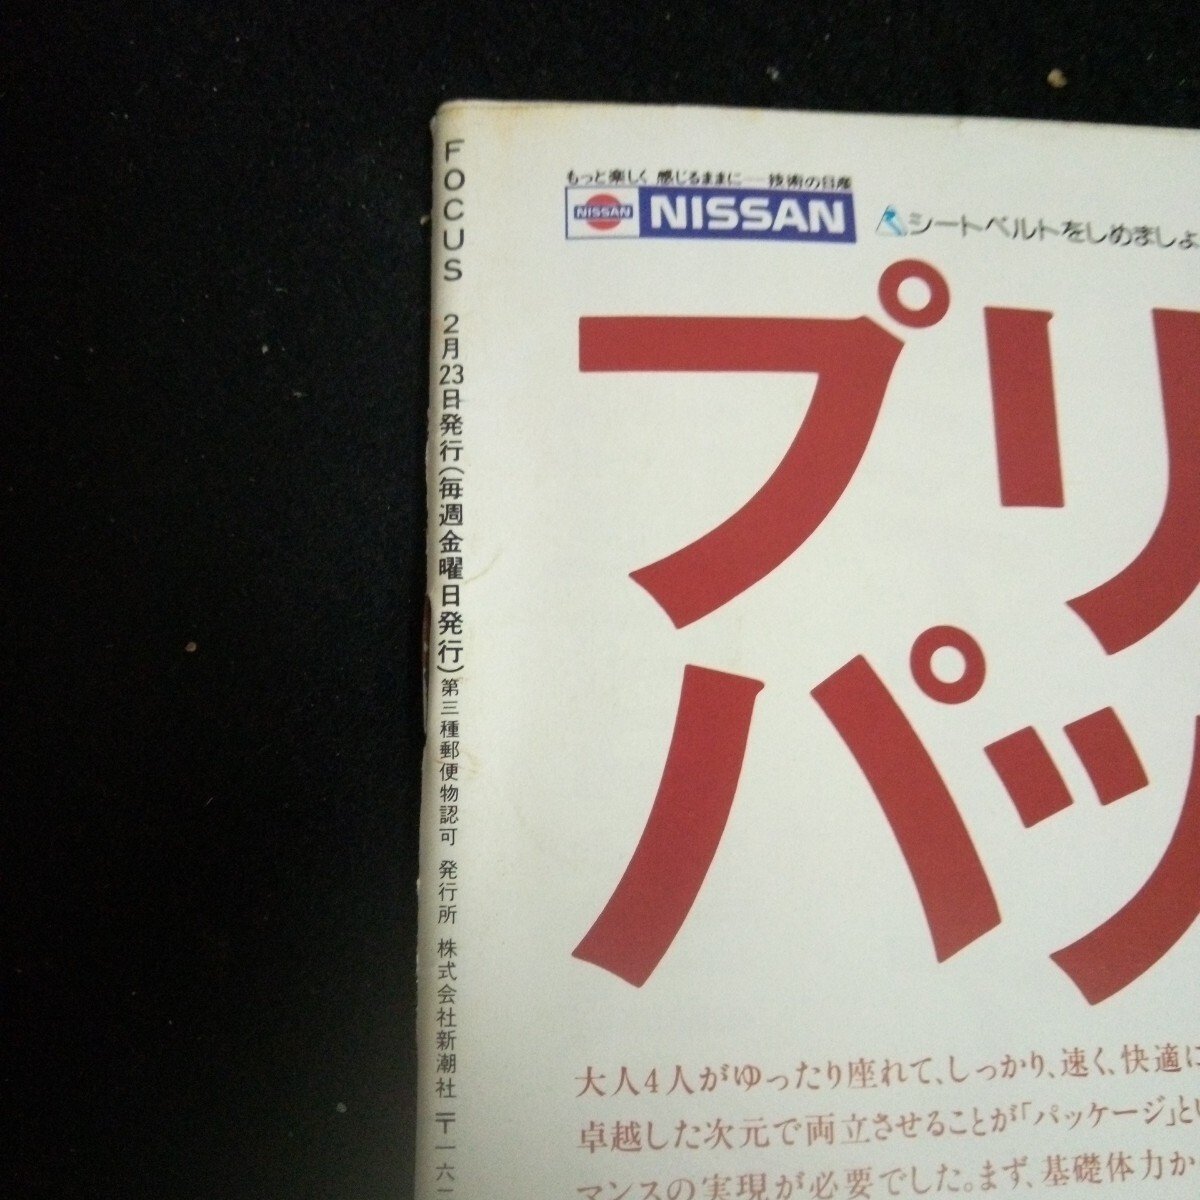 FOCUS 2月23日発行(毎週金曜日発行)第三種郵便物認可 発行所 株式会社新潮社 〒一六
もっと楽しく 感じるままに——技術の日産
NISSAN NISSAN
シートベルトをしめましょ
プリ
パッ
大人4人がゆったり座れて、しっかり、速く、快適に
卓越した次元で両立させることが「パッケージ」とい
マンスの実現が必要でした。まず、基礎体力か